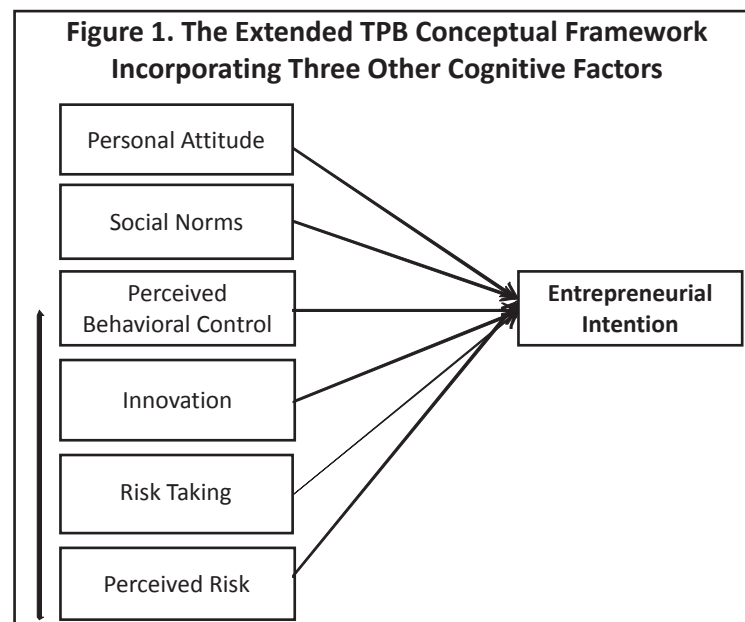 Figure 1. The Extended TPB Conceptual Framework
Incorporating Three Other Cognitive Factors
Personal Attitude
Social Norms
Perceived
Behavioral Control
Entrepreneurial
Intention
Innovation
Risk Taking
Perceived Risk